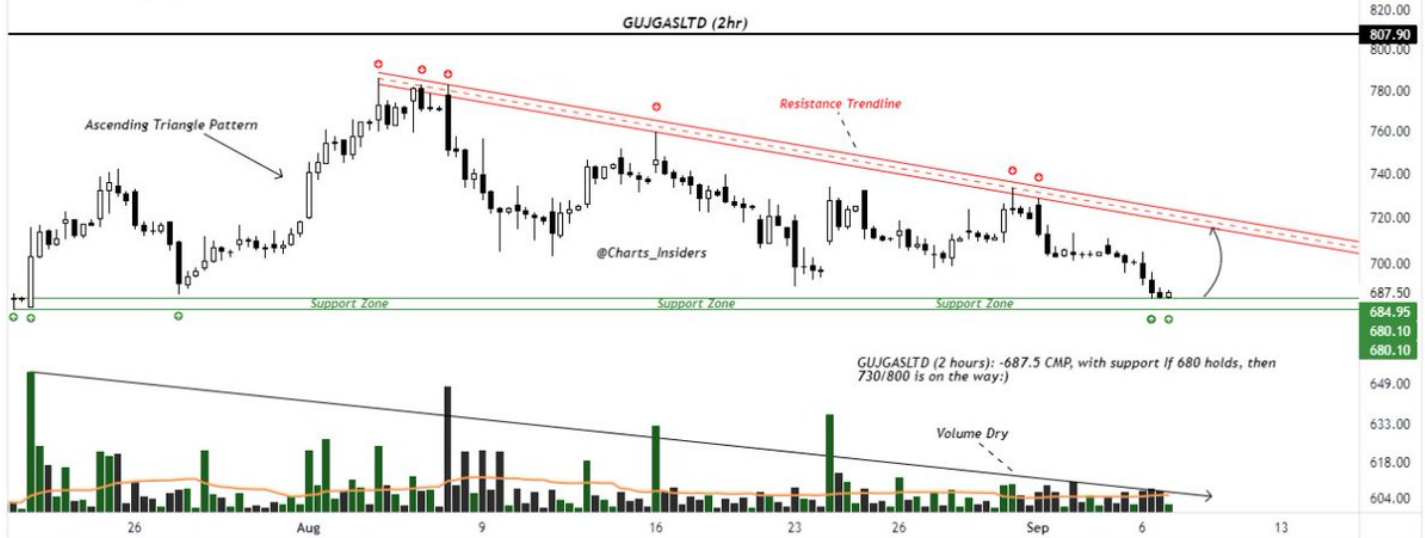 GUJGASLTD (2hr)
820.00
807.90
800.00
780.00
Resistance Trendline
Ascending Triangle Pattern
760.00
740.00
720.00
@Charts_Insiders
700.00
687.50
Support Zone Support Zone Support Zone
684.95
680.10
680.10
GUJGASLTD (2 hours): -687.5 CMP, with support If 680 holds, then
730/800 is on the way:)
649.00
633.00
Volume Dry
618.00
604.00
26 Aug 9 16 23 26 Sep 6 13